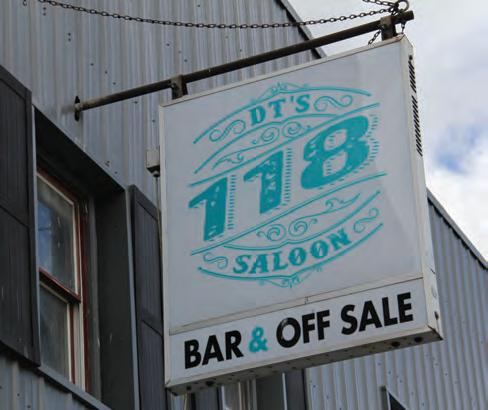 DT'S
118
SALOON
BAR & OFF SALE